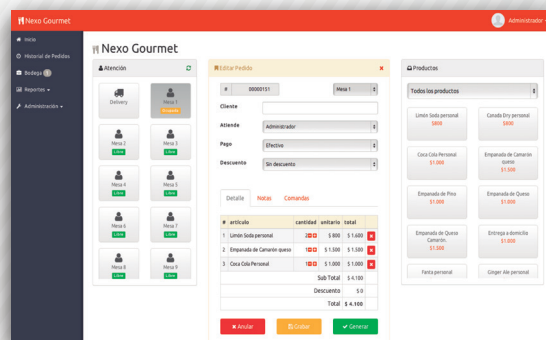 Nexo Gourmet
Administrador
Inicio
Historial de Pedidos
Bodega 1
Reportes
Administración
Nexo Gourmet
Atención
Delivery
Mesa 1
Mesa 2
Libre
Mesa 3
Libre
Mesa 4
Libre
Mesa 5
Libre
Mesa 6
Libre
Mesa 7
Libre
Mesa 8
Libre
Mesa 9
Libre
Editar Pedido
# 00000151 Mesa 1
Cliente
Atiende Administrador
Pago Efectivo
Descuento Sin descuento
Detalle Notas Comandas
# artículo cantidad unitario total
1 Limón Soda personal 2 $ 800 $ 1.600
2 Empanada de Camarón queso 1 $ 1.500 $ 1.500
3 Coca Cola Personal 1 $ 1.000 $ 1.000
Sub Total $ 4.100
Descuento $ 0
Total $ 4.100
Anular
Grabar
Generar
Productos
Todos los productos
Limón Soda personal
$800
Canada Dry personal
$800
Coca Cola Personal
$1.000
Empanada de Camarón
queso
$1.500
Empanada de Pino
$1.000
Empanada de Queso
$1.000
Empanada de Queso
Camarón.
$1.500
Entrega a domicilio
$1.000
Fanta personal
Ginger Ale personal